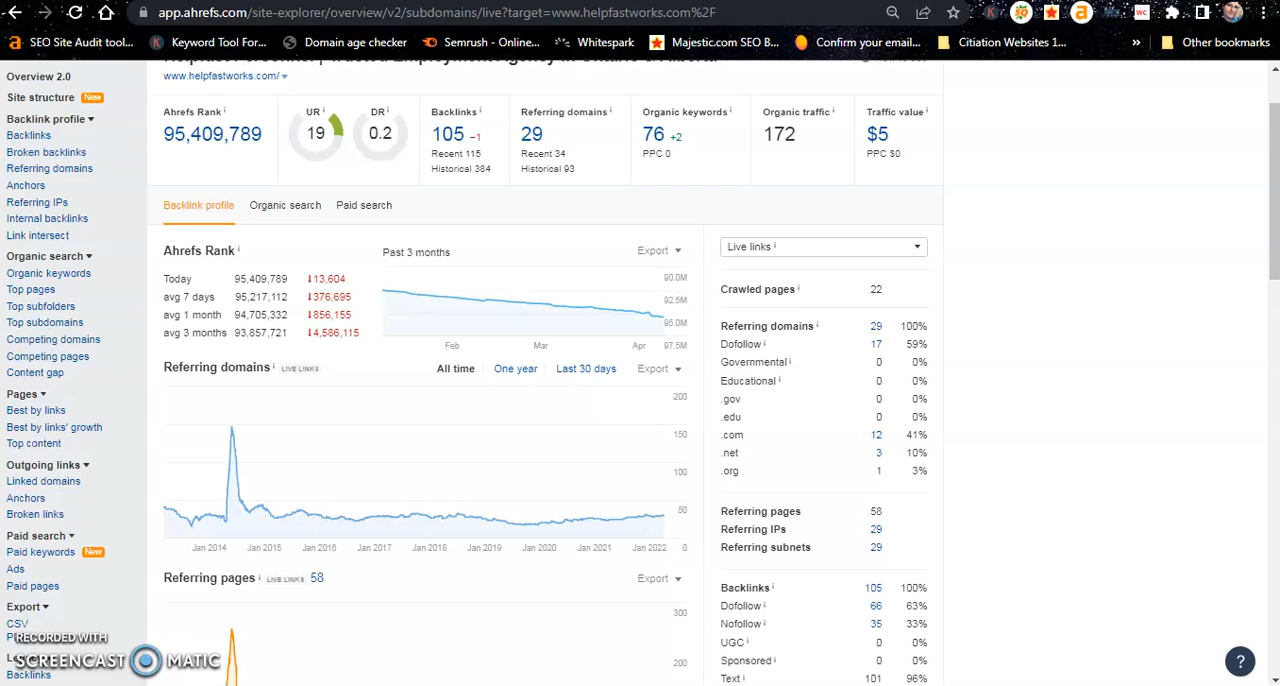 app.ahrefs.com/site-explorer/overview/v2/subdomains/live?target=www.helpfastworks.com%2F
SEO Site Audit tool...
Keyword Tool For...
Domain age checker
Semrush - Online...
Whitespark
Majestic.com SEO B...
Confirm your email...
Citiation Websites 1...
»
Other bookmarks
Overview 2.0
Site structure New
Backlink profile
Backlinks
Broken backlinks
Referring domains
Anchors
Referring IPs
Internal backlinks
Link intersect
Organic search
Organic keywords
Top pages
Top subfolders
Top subdomains
Competing domains
Competing pages
Content gap
Pages
Best by links
Best by links' growth
Top content
Outgoing links
Linked domains
Anchors
Broken links
Paid search
Paid keywords New
Ads
Paid pages
Export
CSV
RECORDED WITH
SCREENCAST MATIC
Backlinks
www.helpfastworks.com/
Ahrefs Rank
95,409,789
UR
19
DR
0.2
Backlinks
105 -1
Recent 115
Historical 384
Referring domains
29
Recent 34
Historical 93
Organic keywords
76 +2
PPC 0
Organic traffic
172
Traffic value
$5
PPC $0
Backlink profile
Organic search
Paid search
Ahrefs Rank
Past 3 months
Export
Today 95,409,789 ↓13,604
avg 7 days 95,217,112 ↓376,695
avg 1 month 94,705,332 ↓856,155
avg 3 months 93,857,721 ↓4,586,115
90.0M
92.5M
95.0M
97.5M
Feb Mar Apr
Referring domains LIVE LINKS
All time One year Last 30 days Export
200
150
100
50
0
Jan 2014 Jan 2015 Jan 2016 Jan 2017 Jan 2018 Jan 2019 Jan 2020 Jan 2021 Jan 2022
Referring pages LIVE LINKS 58
Export
300
200
Live links
Crawled pages 22
Referring domains 29 100%
Dofollow 17 59%
Governmental 0 0%
Educational 0 0%
.gov 0 0%
.edu 0 0%
.com 12 41%
.net 3 10%
.org 1 3%
Referring pages 58
Referring IPs 29
Referring subnets 29
Backlinks 105 100%
Dofollow 66 63%
Nofollow 35 33%
UGC 0 0%
Sponsored 0 0%
Text 101 96%
?